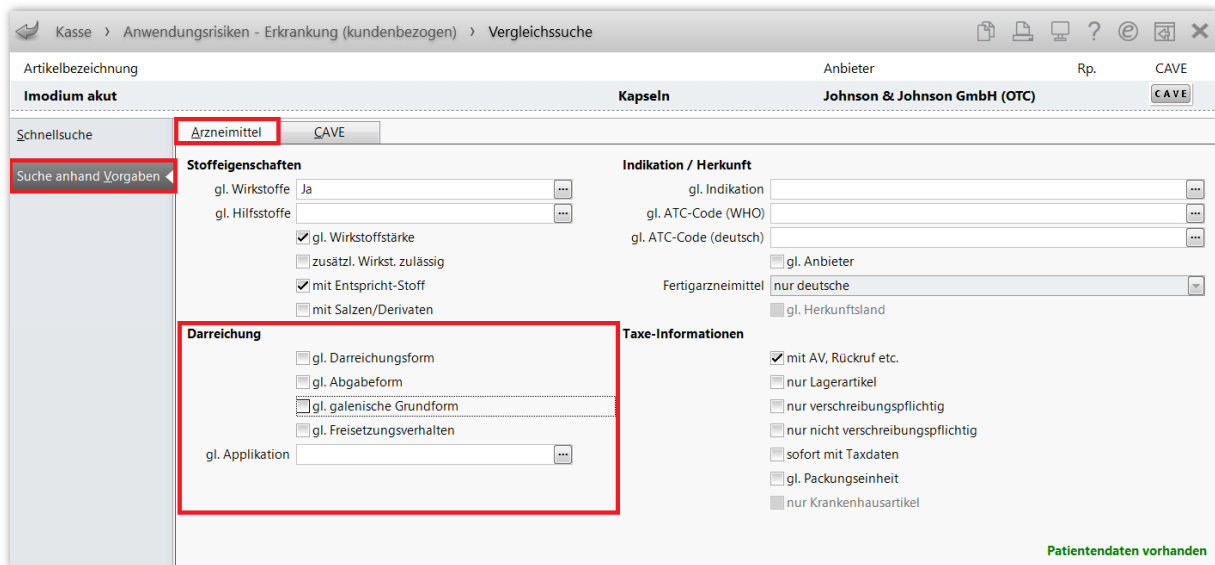 Kasse > Anwendungsrisiken - Erkrankung (kundenbezogen) > Vergleichssuche
Artikelbezeichnung Anbieter Rp. CAVE
Imodium akut Kapseln Johnson & Johnson GmbH (OTC) CAVE
Schnellsuche
Suche anhand Vorgaben
Arzneimittel CAVE
Stoffeigenschaften
gl. Wirkstoffe Ja ...
gl. Hilfsstoffe ...
gl. Wirkstoffstärke
zusätzl. Wirkst. zulässig
mit Entspricht-Stoff
mit Salzen/Derivaten
Indikation / Herkunft
gl. Indikation ...
gl. ATC-Code (WHO) ...
gl. ATC-Code (deutsch) ...
gl. Anbieter
Fertigarzneimittel nur deutsche
gl. Herkunftsland
Darreichung
gl. Darreichungsform
gl. Abgabeform
gl. galenische Grundform
gl. Freisetzungsverhalten
gl. Applikation ...
Taxe-Informationen
mit AV, Rückruf etc.
nur Lagerartikel
nur verschreibungspflichtig
nur nicht verschreibungspflichtig
sofort mit Taxdaten
gl. Packungseinheit
nur Krankenhausartikel
Patientendaten vorhanden